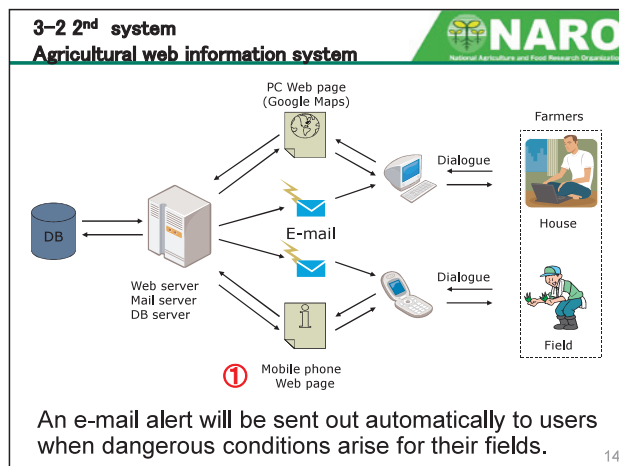 3-2 2nd system
Agricultural web information system
NARO
National Agriculture and Food Research Organization
PC Web page
(Google Maps)
Farmers
Dialogue
House
DB
E-mail
Web server
Mail server
DB server
Dialogue
Field
①
Mobile phone
Web page
An e-mail alert will be sent out automatically to users
when dangerous conditions arise for their fields.
14